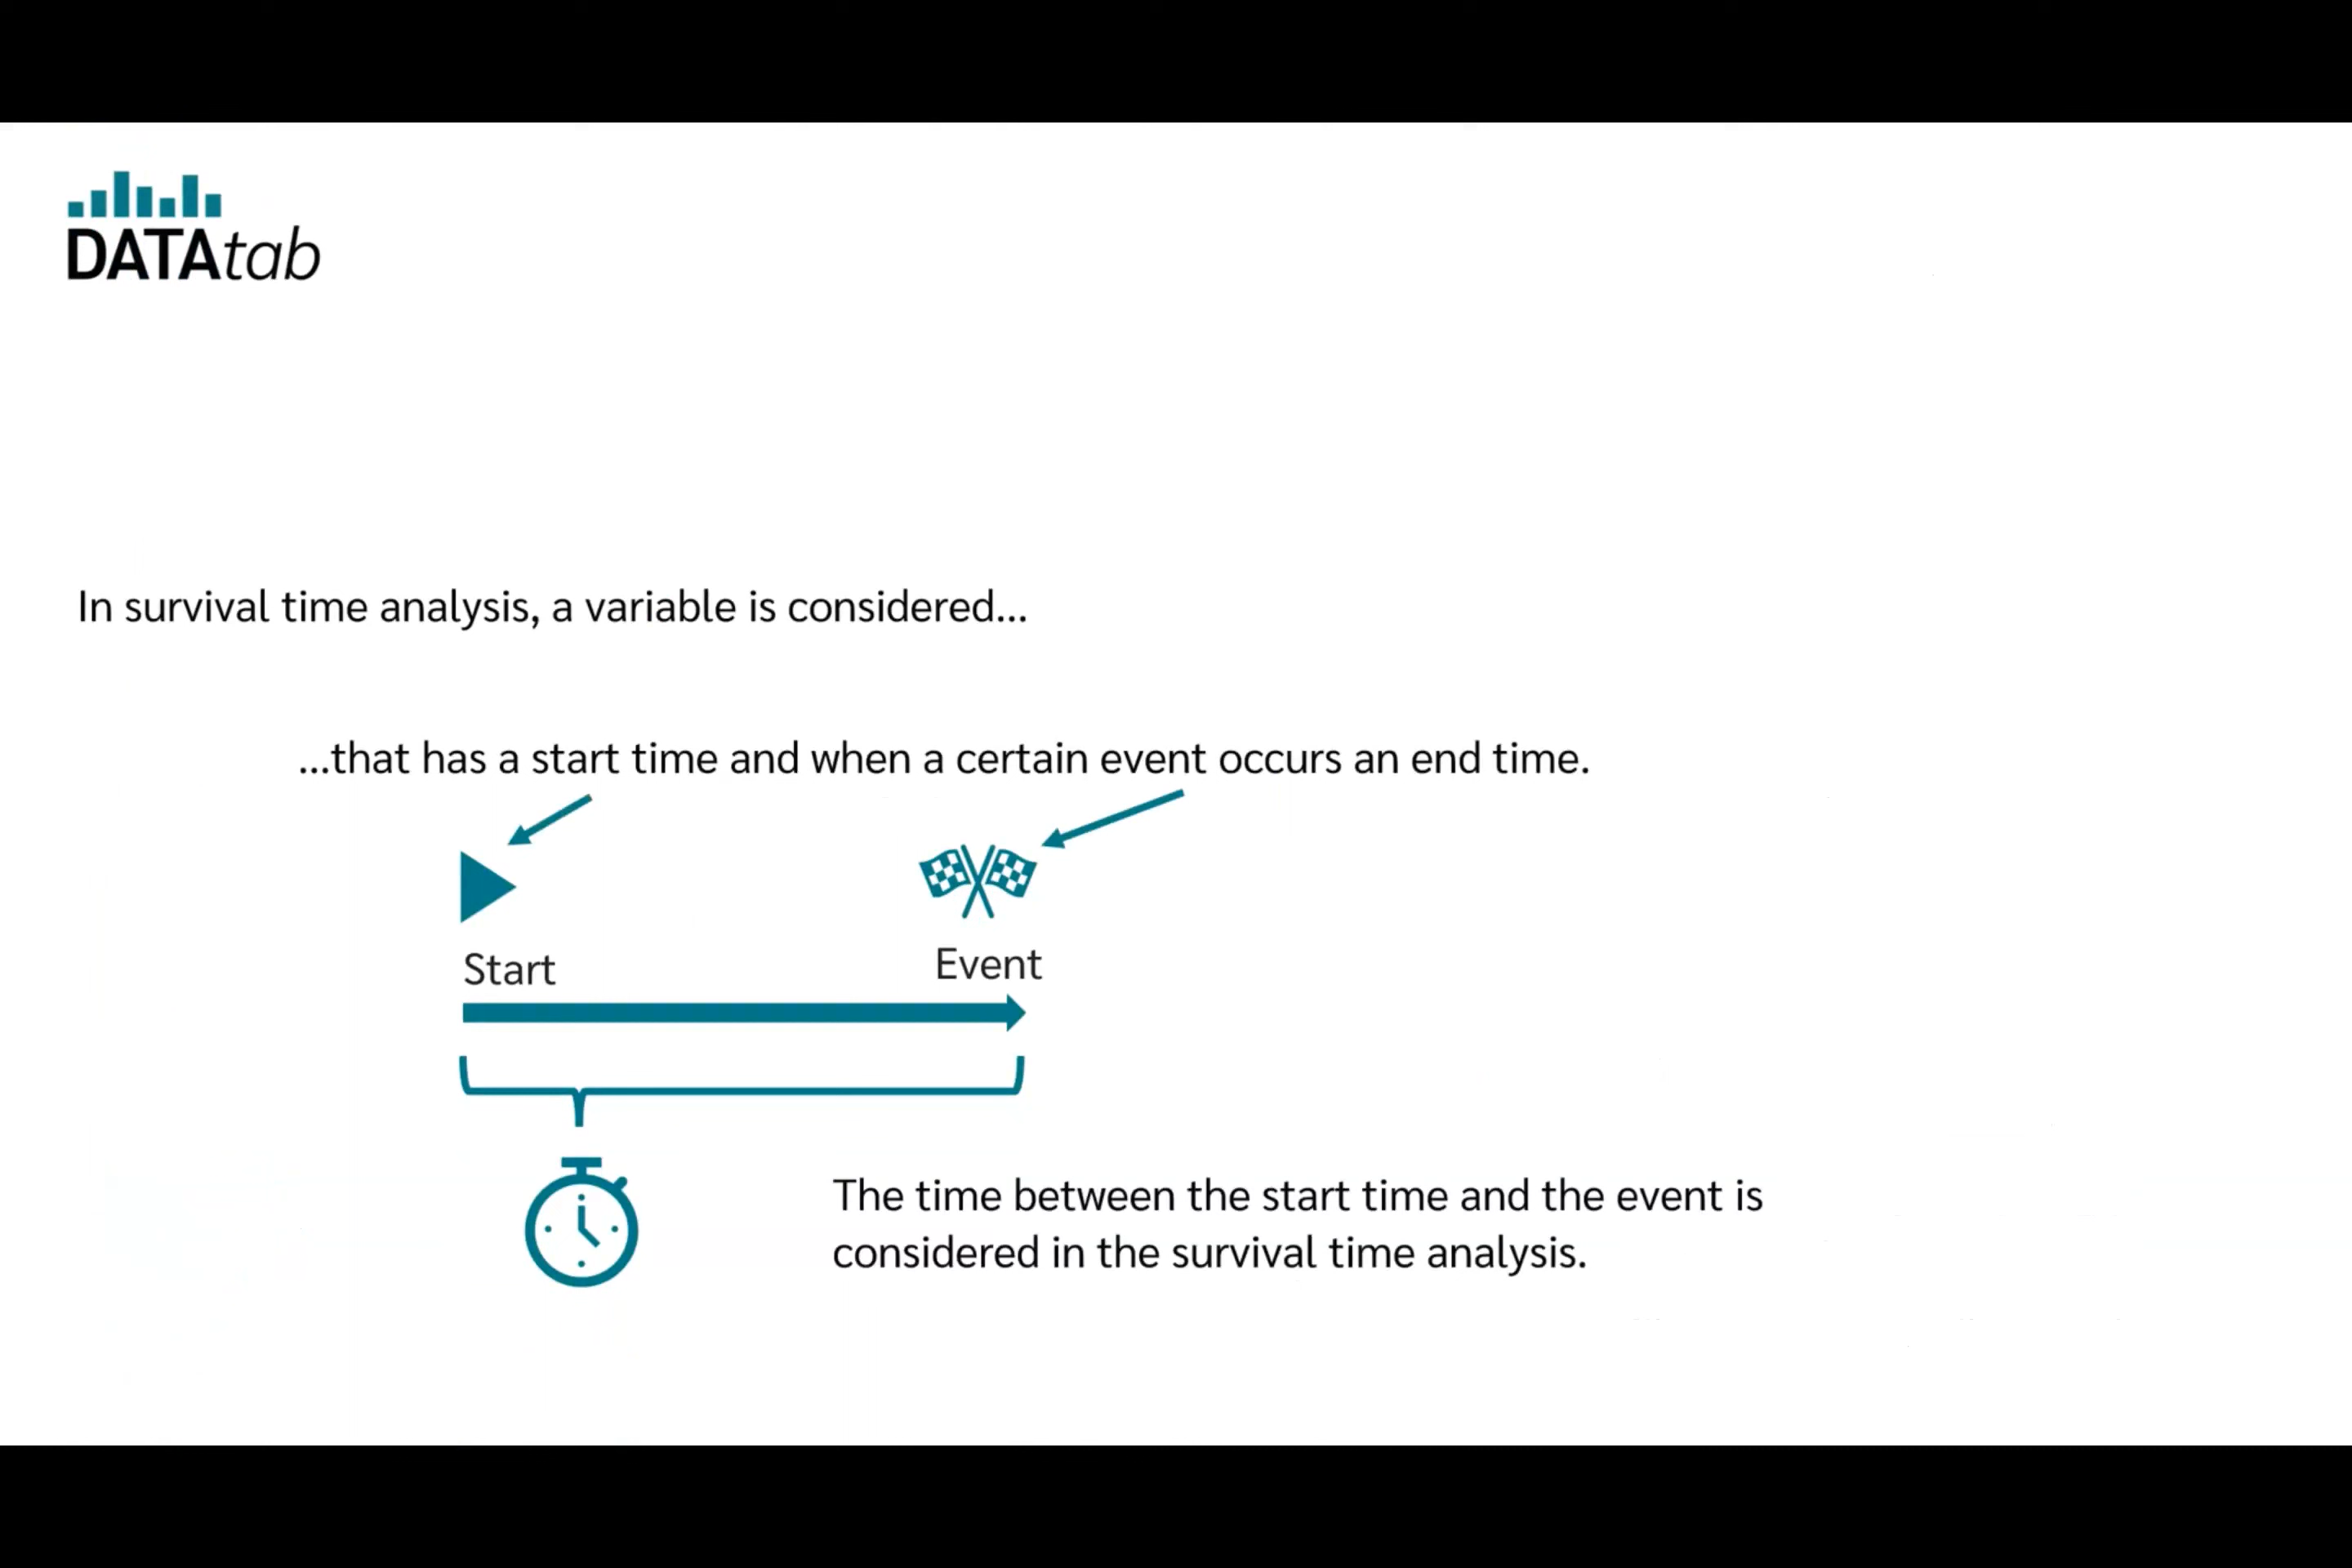 DATAtab
In survival time analysis, a variable is considered...
...that has a start time and when a certain event occurs an end time.
Start
Event
The time between the start time and the event is
considered in the survival time analysis.